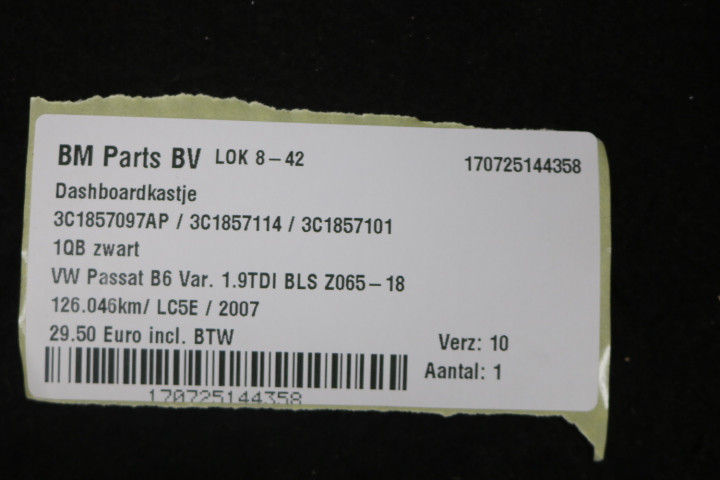 BM Parts BV LOK 8-42 170725144358
Dashboardkastje
3C1857097AP / 3C1857114 / 3C1857101
1QB zwart
VW Passat B6 Var. 1.9TDI BLS Z065-18
126.046km/ LC5E / 2007
29.50 Euro incl. BTW Verz: 10
Aantal: 1
170725144358